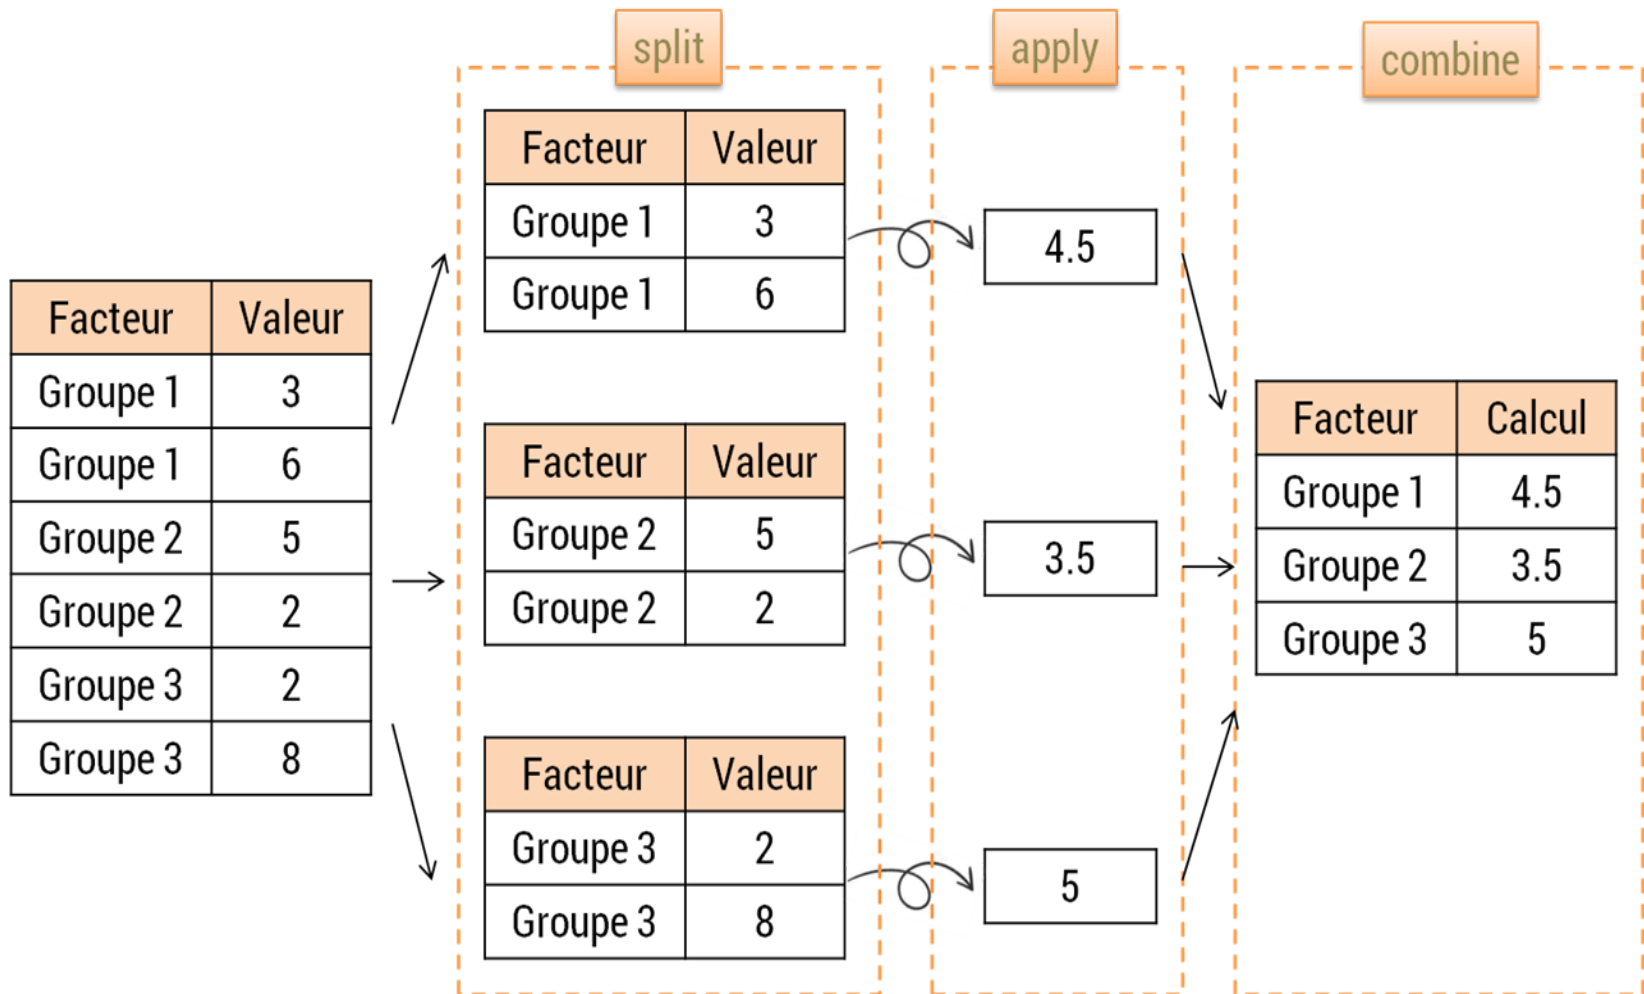 split
apply
combine
Facteur Valeur
Groupe 1 3
Groupe 1 6
Groupe 2 5
Groupe 2 2
Groupe 3 2
Groupe 3 8
Facteur Valeur
Groupe 1 3
Groupe 1 6
Facteur Valeur
Groupe 2 5
Groupe 2 2
Facteur Valeur
Groupe 3 2
Groupe 3 8
4.5
3.5
5
Facteur Calcul
Groupe 1 4.5
Groupe 2 3.5
Groupe 3 5